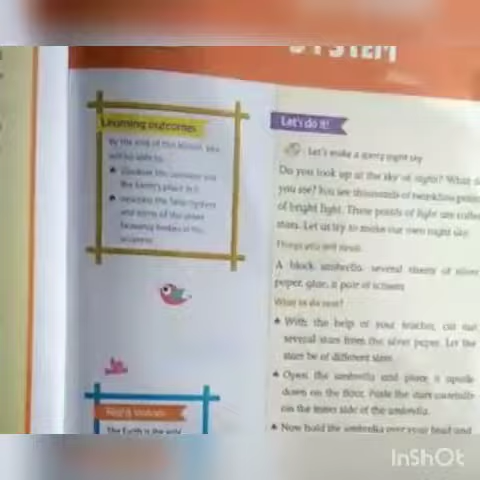 SYSTEM
Learning outcomes
By the end of this lesson, you
will be able to:
the Earth's place in it
describe the Solar System
and some of the other
heavenly bodies in the
universe
Let's do it!
Let's make a starry night sky
Do you look up at the sky at night? What do
you see? You see thousands of twinkling points
of bright light. These points of light are called
stars. Let us try to make our own night sky.
Things you will need:
A black umbrella, several sheets of silver
paper, glue, a pair of scissors
What to do next?
With the help of your teacher, cut out
several stars from the silver paper. Let the
stars be of different sizes.
Open the umbrella and place it upside
down on the floor. Paste the stars carefully
on the inner side of the umbrella.
Now hold the umbrella over your head and
The Earth is the only
InShOt